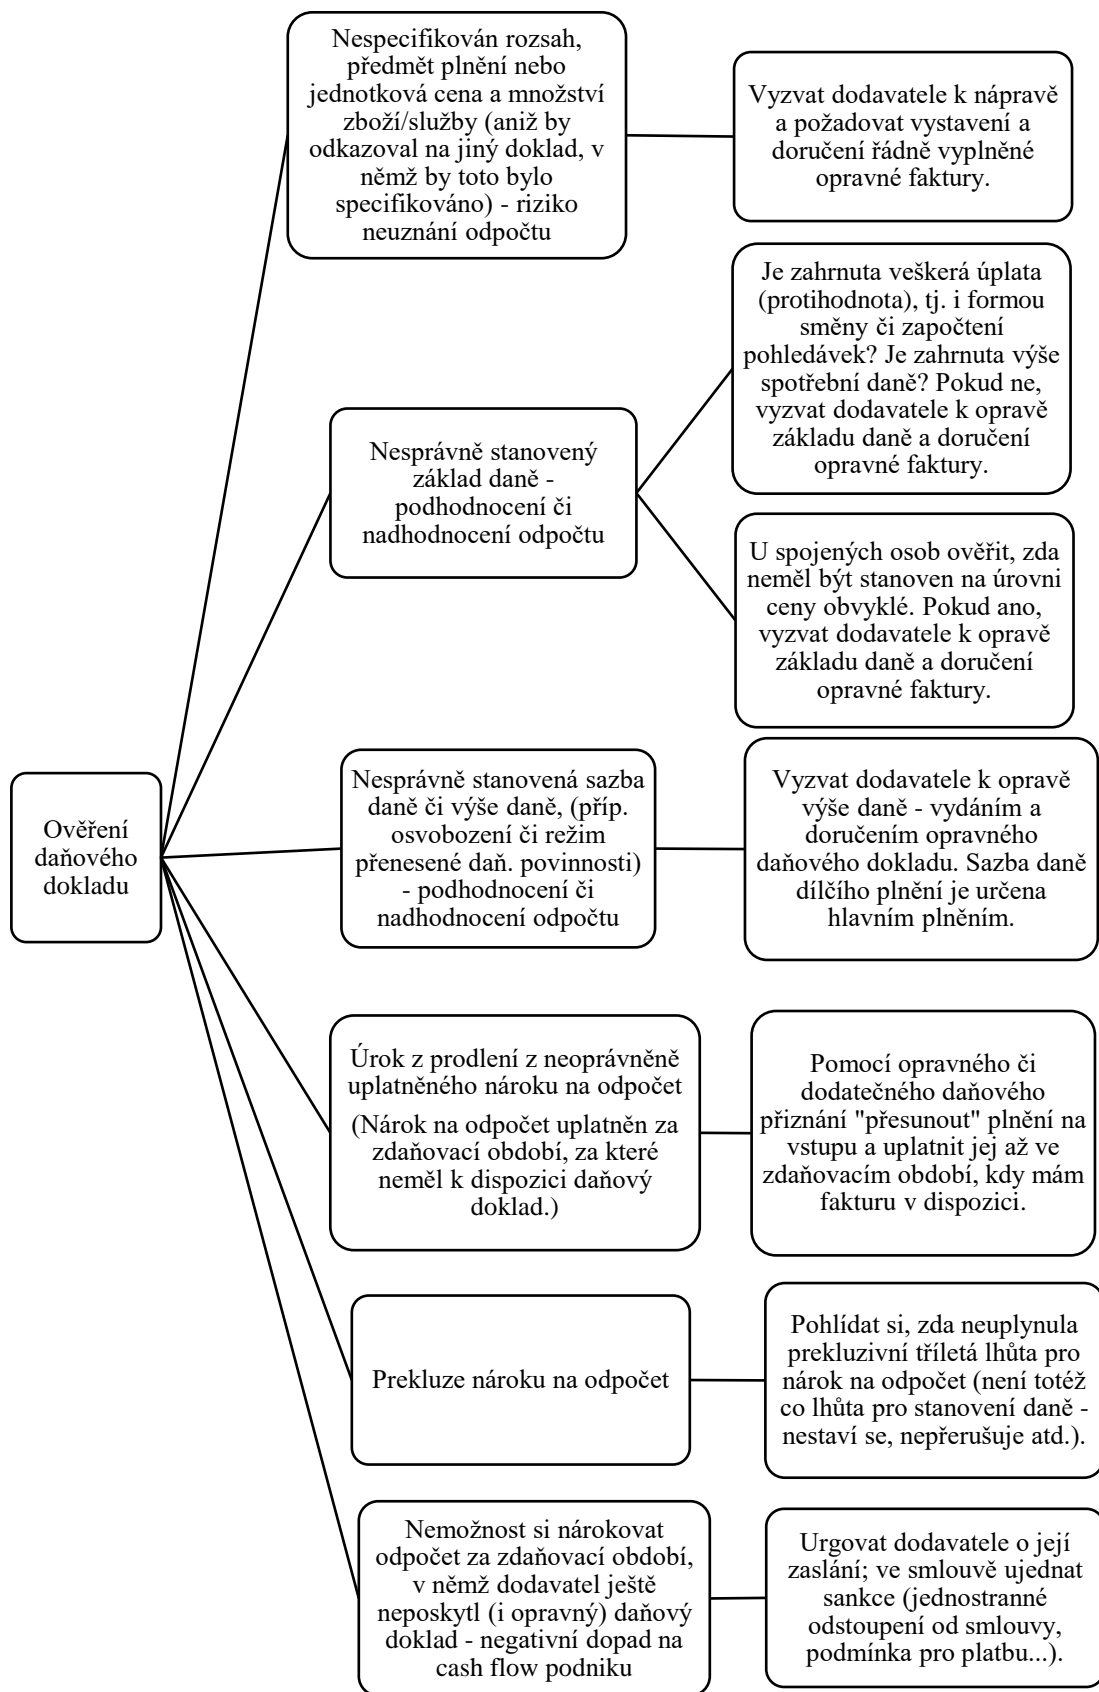 Nespecifikován rozsah,
předmět plnění nebo
jednotková cena a množství
zboží/služby (aniž by
odkazoval na jiný doklad, v
němž by toto bylo
specifikováno) - riziko
neuznání odpočtu
Vyzvat dodavatele k nápravě
a požadovat vystavení a
doručení řádně vyplněné
opravné faktury.
Je zahrnuta veškerá úplata
(protihodnota), tj. i formou
směny či započtení
pohledávek? Je zahrnuta výše
spotřební daně? Pokud ne,
vyzvat dodavatele k opravě
základu daně a doručení
opravné faktury.
Nesprávně stanovený
základ daně -
podhodnocení či
nadhodnocení odpočtu
U spojených osob ověřit, zda
neměl být stanoven na úrovni
ceny obvyklé. Pokud ano,
vyzvat dodavatele k opravě
základu daně a doručení
opravné faktury.
Ověření
daňového
dokladu
Nesprávně stanovená sazba
daně či výše daně, (příp.
osvobození či režim
přenesené daň. povinnosti)
- podhodnocení či
nadhodnocení odpočtu
Vyzvat dodavatele k opravě
výše daně - vydáním a
doručením opravného
daňového dokladu. Sazba daně
dílčího plnění je určena
hlavním plněním.
Úrok z prodlení z neoprávněně
uplatněného nároku na odpočet
(Nárok na odpočet uplatněn za
zdaňovací období, za které
neměl k dispozici daňový
doklad.)
Pomocí opravného či
dodatečného daňového
přiznání "přesunout" plnění na
vstupu a uplatnit jej až ve
zdaňovacím období, kdy mám
fakturu v dispozici.
Prekluze nároku na odpočet
Pohlídat si, zda neuplynula
prekluzivní tříletá lhůta pro
nárok na odpočet (není totéž
co lhůta pro stanovení daně -
nestaví se, nepřerušuje atd.).
Nemožnost si nárokovat
odpočet za zdaňovací období,
v němž dodavatel ještě
neposkytl (i opravný) daňový
doklad - negativní dopad na
cash flow podniku
Urgovat dodavatele o její
zaslání; ve smlouvě ujednat
sankce (jednostranné
odstoupení od smlouvy,
podmínka pro platbu...).